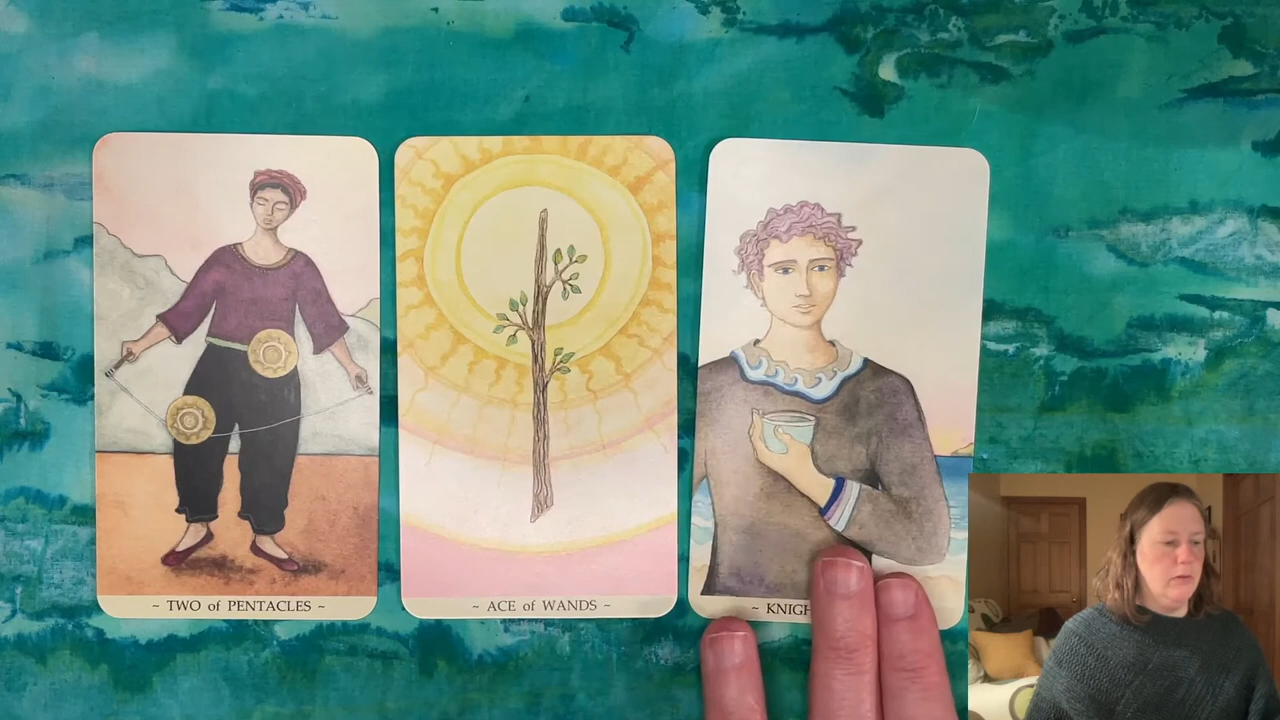 ~ TWO of PENTACLES ~
~ ACE of WANDS ~
~ KNIGH